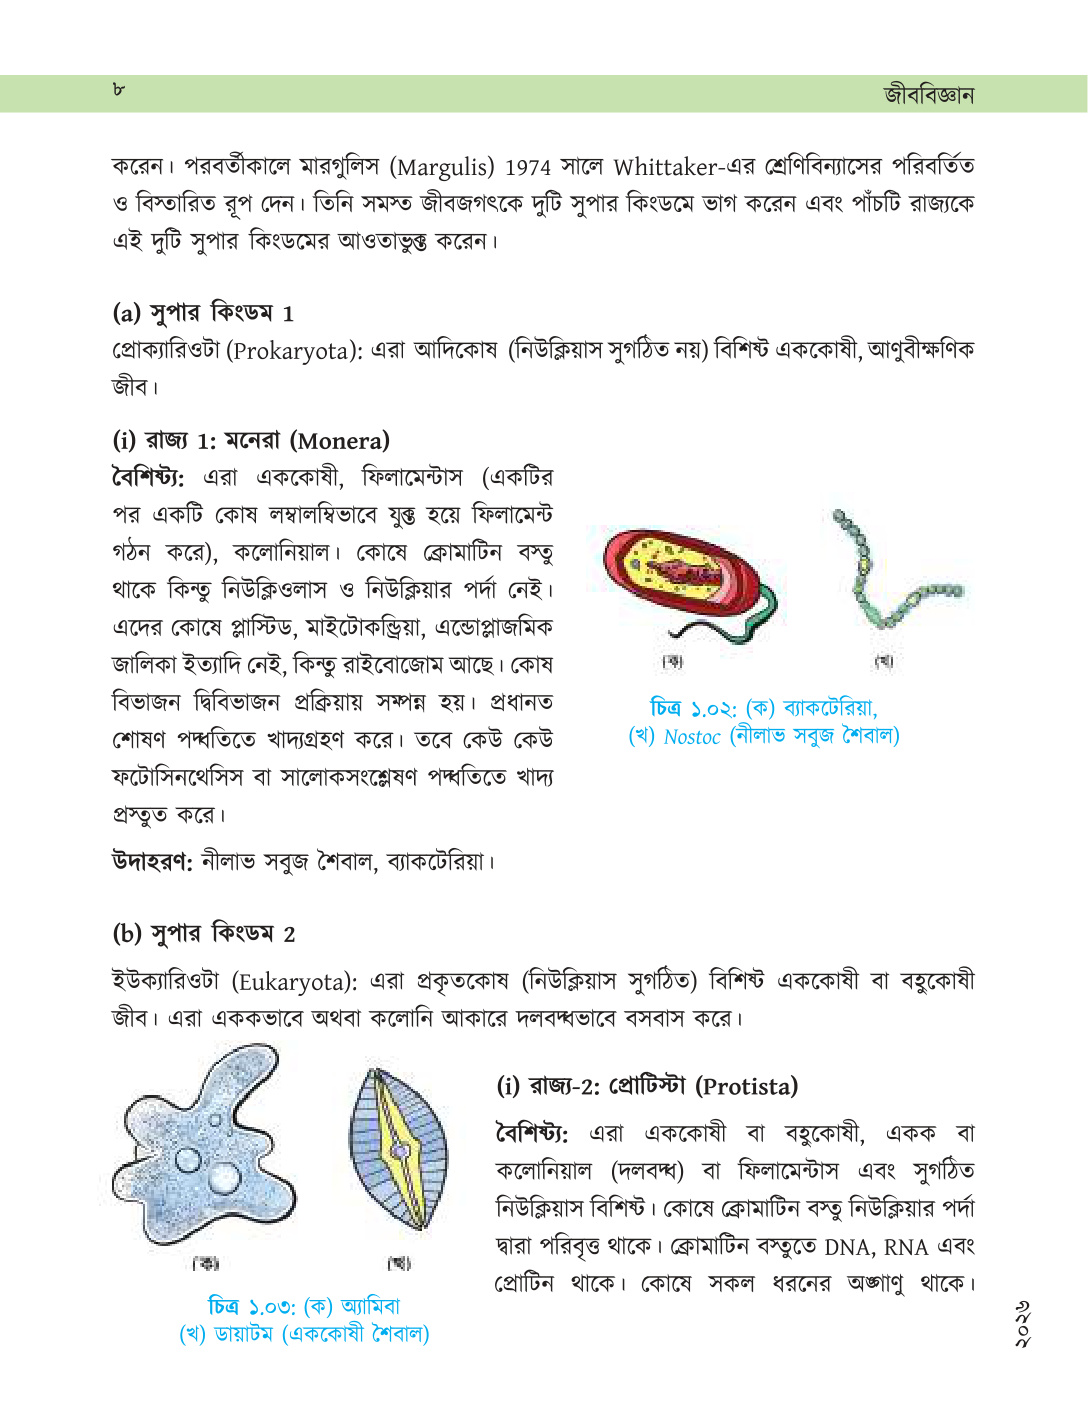 ৮
জীববিজ্ঞান
করেন। পরবর্তীকালে মারগুলিস (Margulis) 1974 সালে Whittaker-এর শ্রেণিবিন্যাসের পরিবর্তিত
ও বিস্তারিত রূপ দেন। তিনি সমস্ত জীবজগৎকে দুটি সুপার কিংডমে ভাগ করেন এবং পাঁচটি রাজ্যকে
এই দুটি সুপার কিংডমের আওতাভুক্ত করেন।
(a) সুপার কিংডম 1
প্রোক্যারিওটা (Prokaryota): এরা আদিকোষ (নিউক্লিয়াস সুগঠিত নয়) বিশিষ্ট এককোষী, আণুবীক্ষণিক
জীব।
(i) রাজ্য 1: মনেরা (Monera)
বৈশিষ্ট্য: এরা এককোষী, ফিলামেন্টাস (একটির
পর একটি কোষ লম্বালম্বিভাবে যুক্ত হয়ে ফিলামেন্ট
গঠন করে), কলোনিয়াল। কোষে ক্রোমাটিন বস্তু
থাকে কিন্তু নিউক্লিওলাস ও নিউক্লিয়ার পর্দা নেই।
এদের কোষে প্লাস্টিড, মাইটোকন্ড্রিয়া, এন্ডোপ্লাজমিক
জালিকা ইত্যাদি নেই, কিন্তু রাইবোজোম আছে। কোষ
বিভাজন দ্বিবিভাজন প্রক্রিয়ায় সম্পন্ন হয়। প্রধানত
শোষণ পদ্ধতিতে খাদ্যগ্রহণ করে। তবে কেউ কেউ
ফটোসিনথেসিস বা সালোকসংশ্লেষণ পদ্ধতিতে খাদ্য
প্রস্তুত করে।
(ক)
(খ)
চিত্র ১.০২: (ক) ব্যাকটেরিয়া,
(খ) Nostoc (নীলাভ সবুজ শৈবাল)
উদাহরণ: নীলাভ সবুজ শৈবাল, ব্যাকটেরিয়া।
(b) সুপার কিংডম 2
ইউক্যারিওটা (Eukaryota): এরা প্রকৃতকোষ (নিউক্লিয়াস সুগঠিত) বিশিষ্ট এককোষী বা বহুকোষী
জীব। এরা এককভাবে অথবা কলোনি আকারে দলবদ্ধভাবে বসবাস করে।
(ক)
(খ)
চিত্র ১.০৩: (ক) অ্যামিবা
(খ) ডায়াটম (এককোষী শৈবাল)
(i) রাজ্য-2: প্রোটিস্টা (Protista)
বৈশিষ্ট্য: এরা এককোষী বা বহুকোষী, একক বা
কলোনিয়াল (দলবদ্ধ) বা ফিলামেন্টাস এবং সুগঠিত
নিউক্লিয়াস বিশিষ্ট। কোষে ক্রোমাটিন বস্তু নিউক্লিয়ার পর্দা
দ্বারা পরিবৃত্ত থাকে। ক্রোমাটিন বস্তুতে DNA, RNA এবং
প্রোটিন থাকে। কোষে সকল ধরনের অঙ্গাণু থাকে।
২০২৬